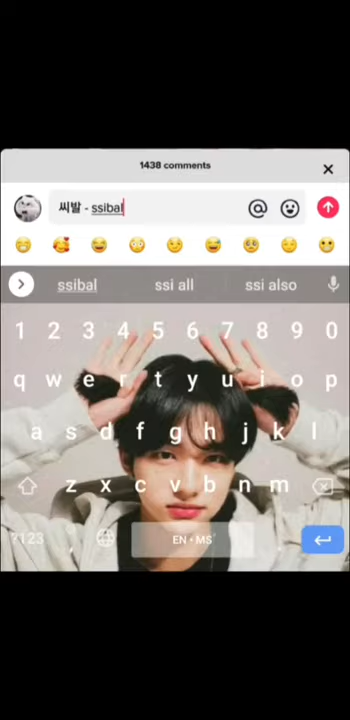 1438 comments
씨발 - ssibal
ssibal ssi all ssi also
1 2 3 4 5 6 7 8 9 0
q w e r t y u i o p
a s d f g h j k l
z x c v b n m
?123 , EN • MS .